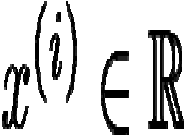 x^{(i)} ∈ ℝ